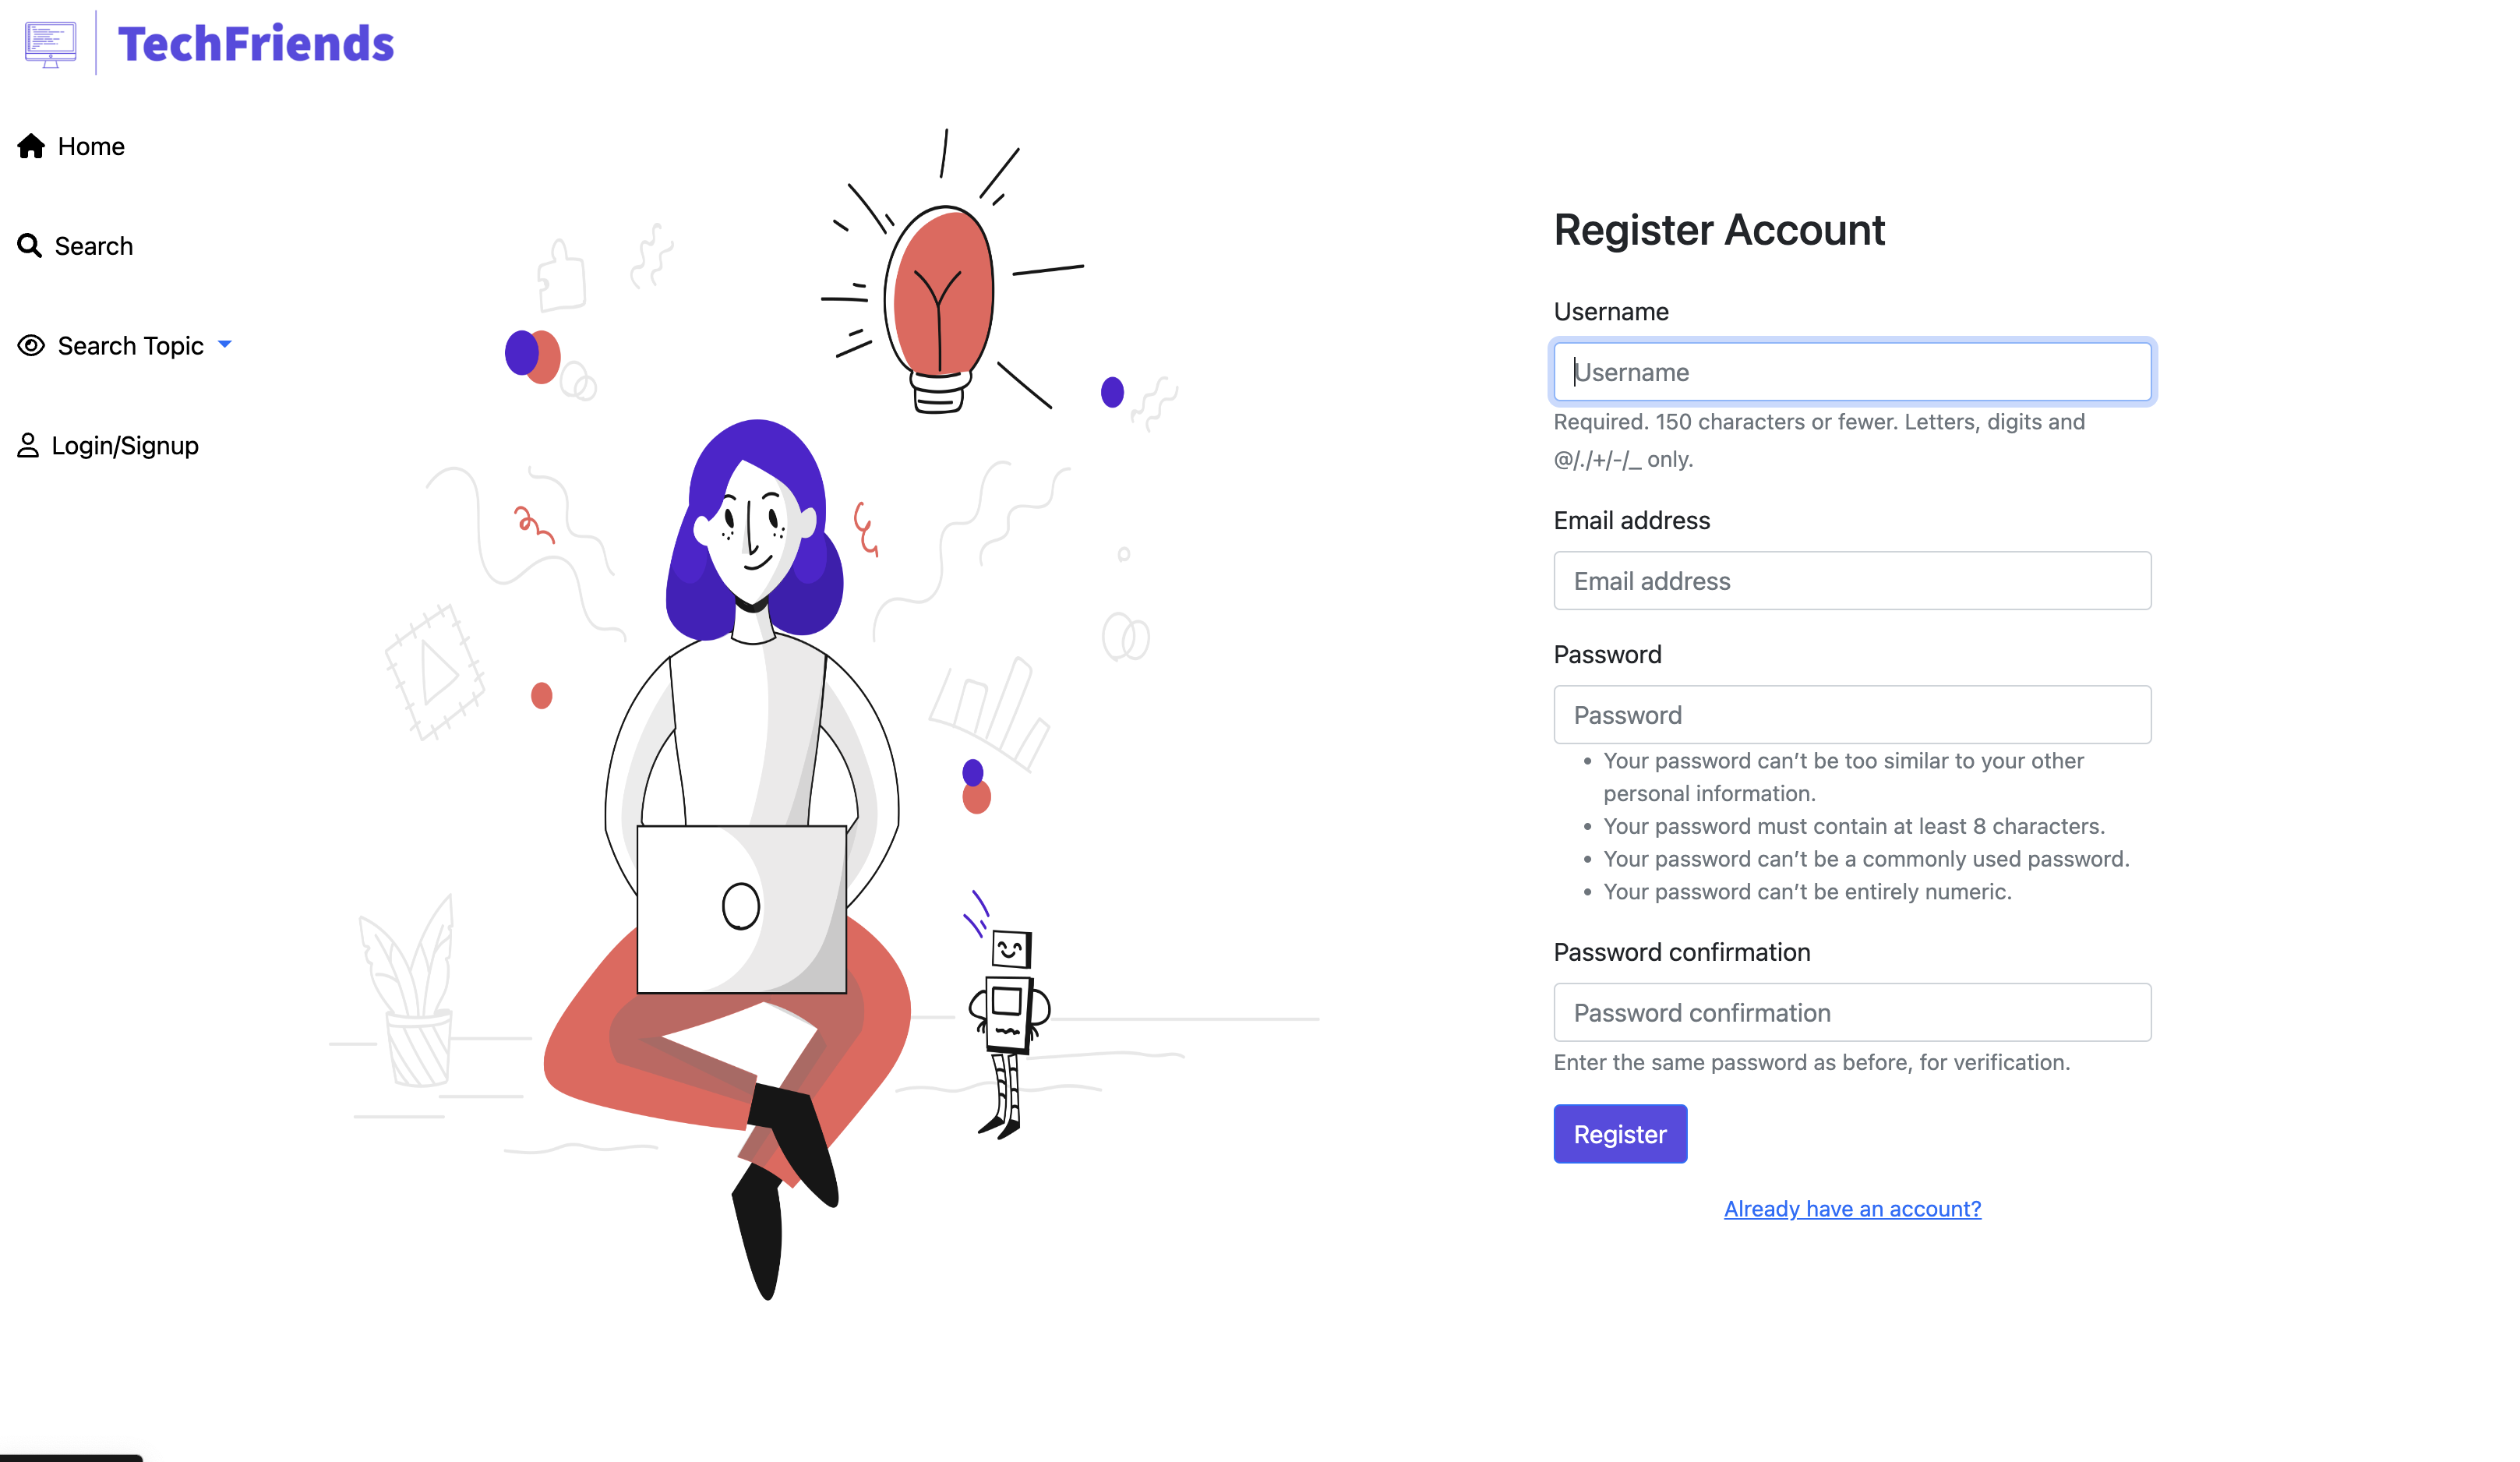 TechFriends
Home
Search
Search Topic
Login/Signup
Register Account
Username
Username
Required. 150 characters or fewer. Letters, digits and
@/./+/-/_ only.
Email address
Email address
Password
Password
• Your password can’t be too similar to your other
personal information.
• Your password must contain at least 8 characters.
• Your password can’t be a commonly used password.
• Your password can’t be entirely numeric.
Password confirmation
Password confirmation
Enter the same password as before, for verification.
Register
Already have an account?